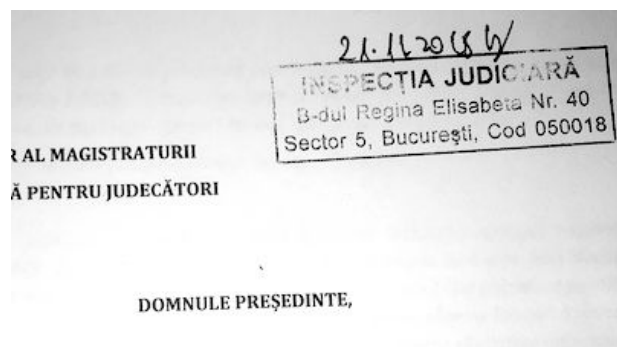 21.11.2018
INSPECȚIA JUDICIARĂ
B-dul Regina Elisabeta Nr. 40
Sector 5, București, Cod 050018
R AL MAGISTRATURII
Ă PENTRU JUDECĂTORI
DOMNULE PREȘEDINTE,